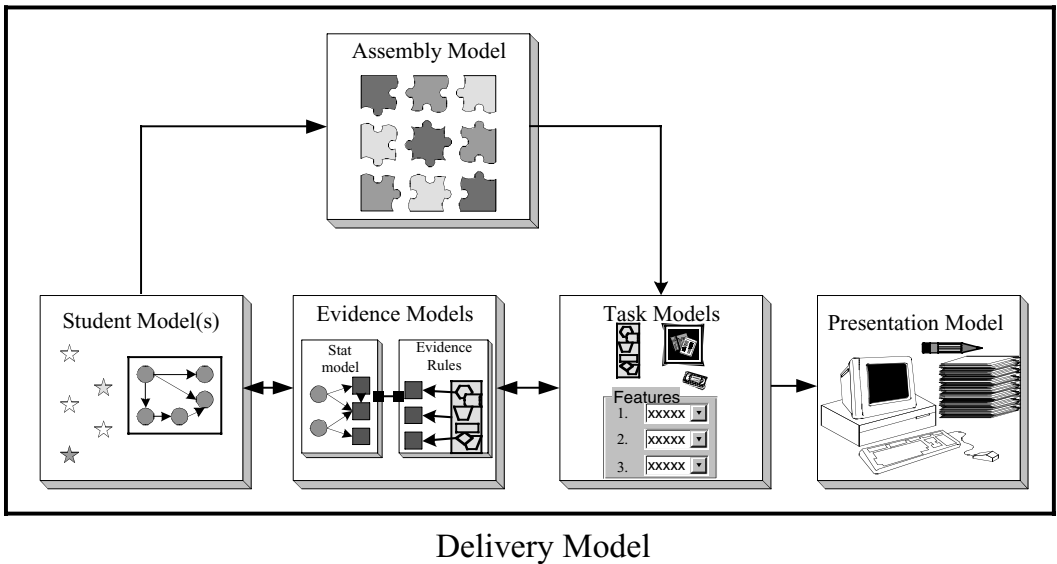 Assembly Model
Student Model(s)
Evidence Models
Stat
model
Evidence
Rules
Task Models
Features
1. xxxxx
2. xxxxx
3. xxxxx
Presentation Model
Delivery Model